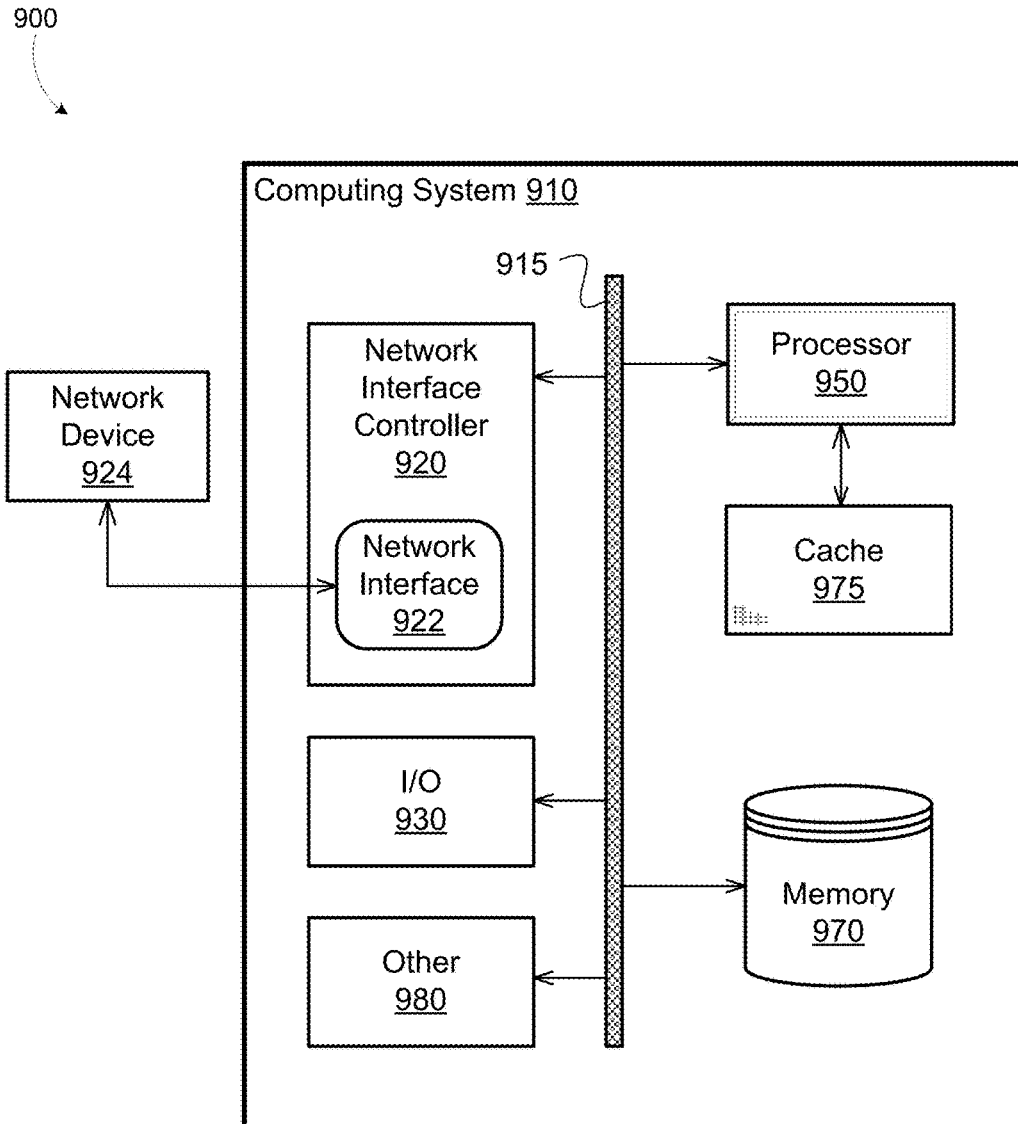 900
Computing System 910
915
Network
Interface
Controller
920
Processor
950
Network
Device
924
Network
Interface
922
Cache
975
I/O
930
Memory
970
Other
980